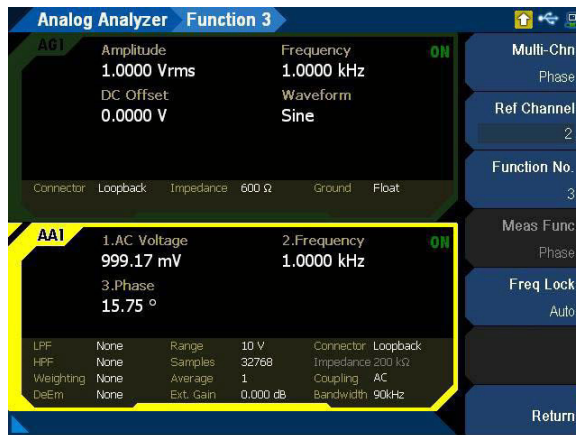 Analog Analyzer Function 3
AG1
ON
Amplitude Frequency
1.0000 Vrms 1.0000 kHz
DC Offset Waveform
0.0000 V Sine
Connector Loopback Impedance 600 Ω Ground Float
AA1
ON
1.AC Voltage 2.Frequency
999.17 mV 1.0000 kHz
3.Phase
15.75 °
LPF None Range 10 V Connector Loopback
HPF None Samples 32768 Impedance 200 kΩ
Weighting None Average 1 Coupling AC
DeEm None Ext. Gain 0.000 dB Bandwidth 90kHz
Multi-Chn
Phase
Ref Channel
2
Function No.
3
Meas Func
Phase
Freq Lock
Auto
Return